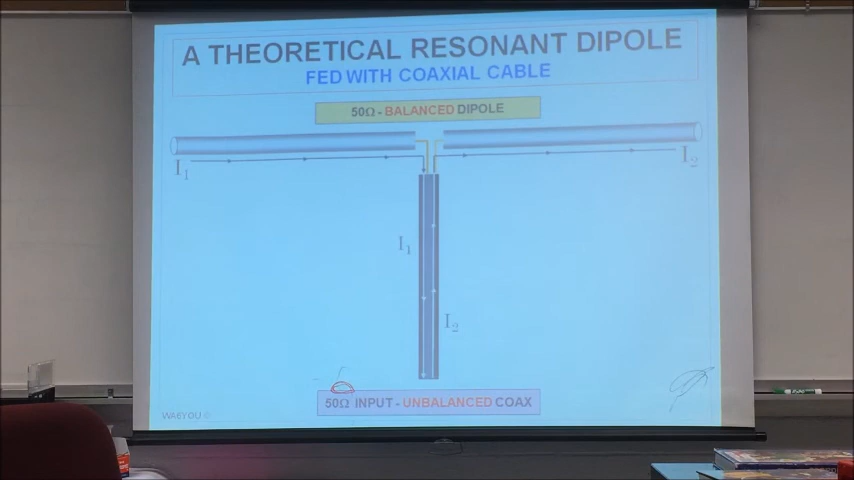 A THEORETICAL RESONANT DIPOLE
FED WITH COAXIAL CABLE
50Ω - BALANCED DIPOLE
I₁
I₂
I₁
I₂
50Ω INPUT - UNBALANCED COAX
WA6YOU ©